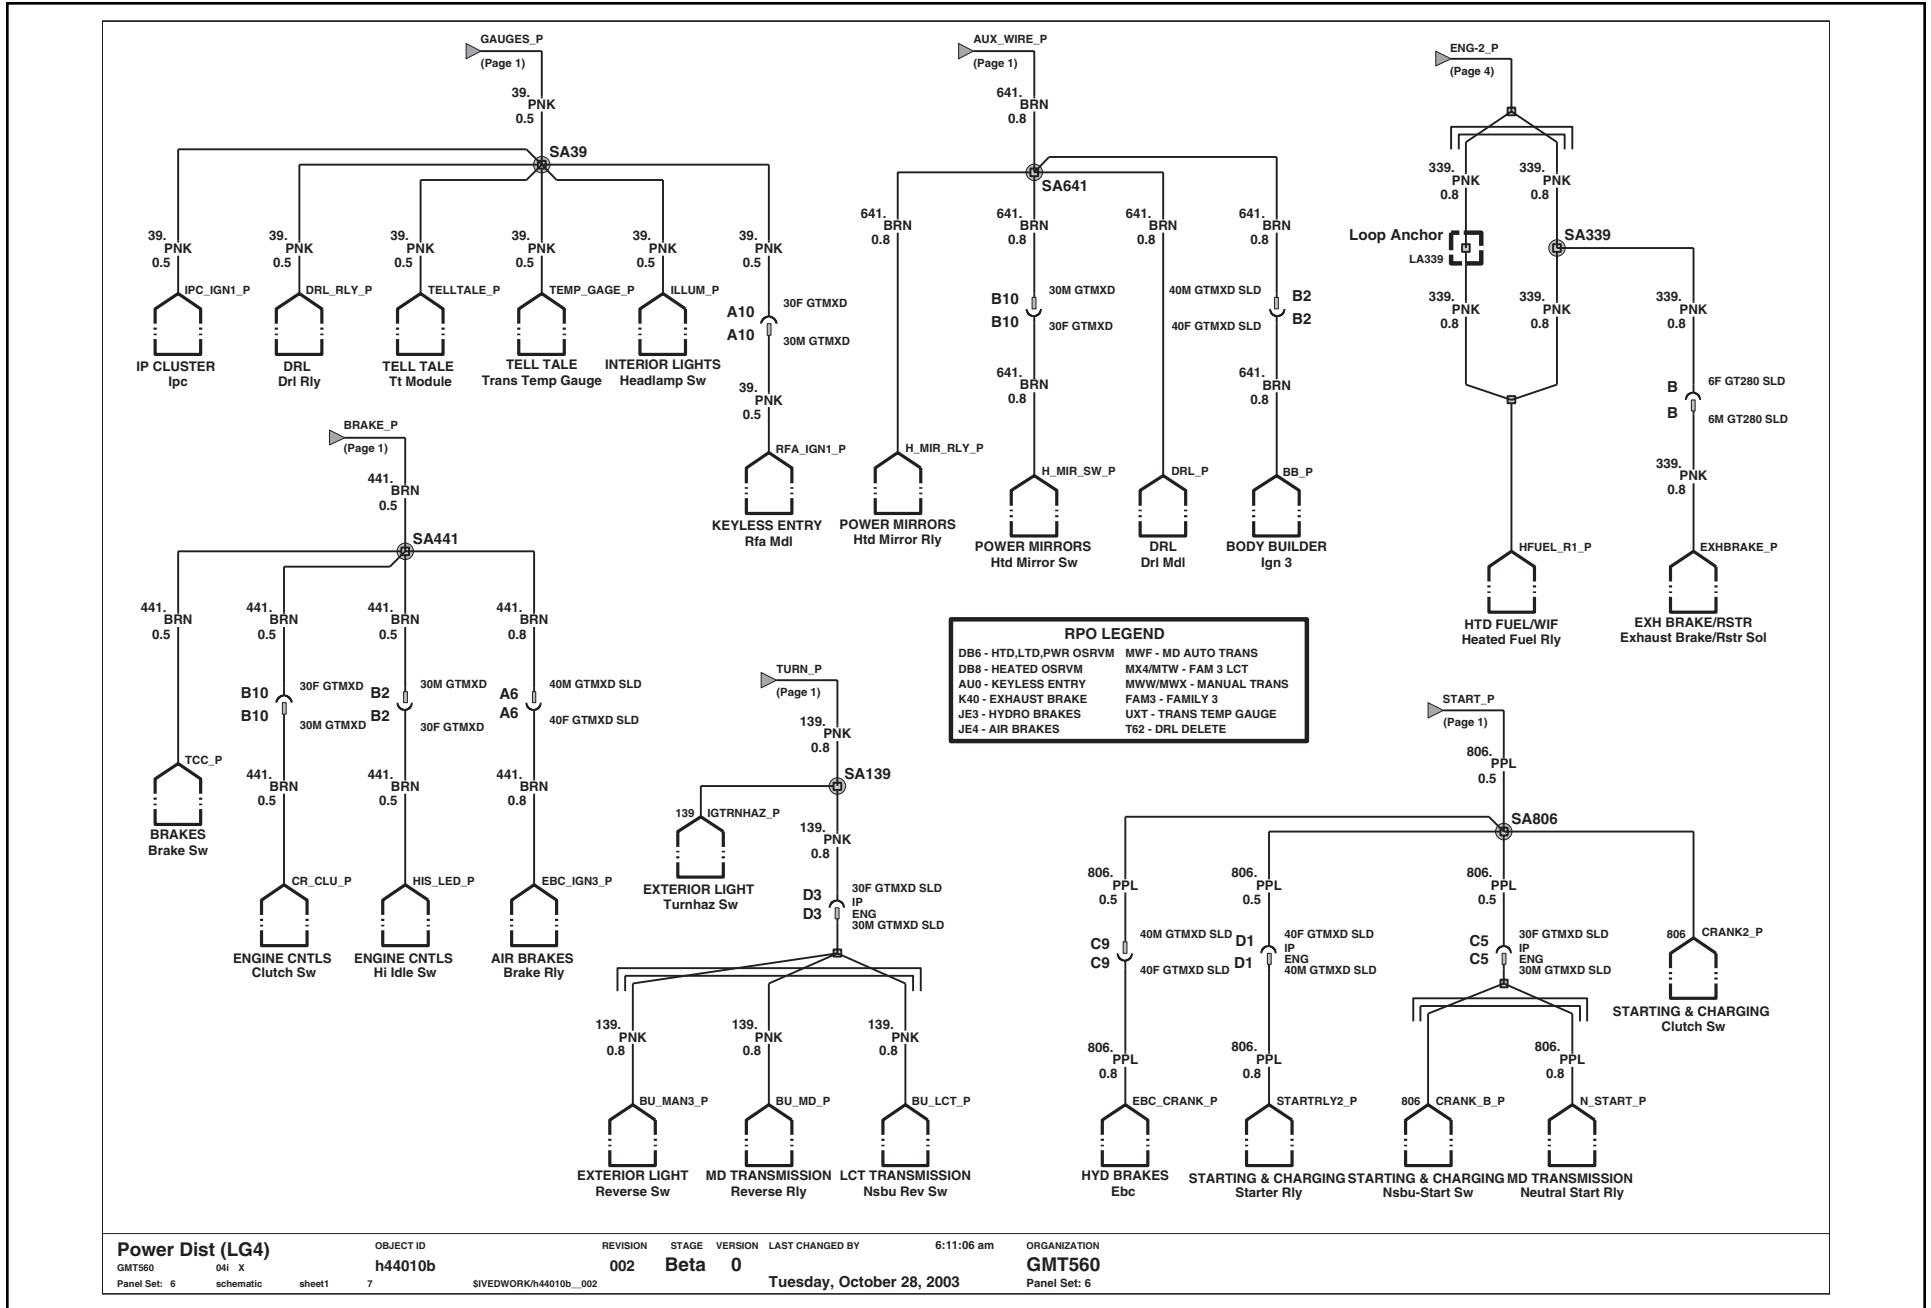 GAUGES_P
(Page 1)
39.
PNK
0.5
SA39
39.
PNK
0.5
39.
PNK
0.5
39.
PNK
0.5
39.
PNK
0.5
39.
PNK
0.5
39.
PNK
0.5
IPC_IGN1_P
DRL_RLY_P
TELLTALE_P
TEMP_GAGE_P
ILLUM_P
A10
30F GTMXD
A10
30M GTMXD
IP CLUSTER
Ipc
DRL
Drl Rly
TELL TALE
Tt Module
TELL TALE
Trans Temp Gauge
INTERIOR LIGHTS
Headlamp Sw
39.
PNK
0.5
RFA_IGN1_P
KEYLESS ENTRY
Rfa Mdl
AUX_WIRE_P
(Page 1)
641.
BRN
0.8
SA641
641.
BRN
0.8
641.
BRN
0.8
641.
BRN
0.8
641.
BRN
0.8
B10
30M GTMXD
B10
30F GTMXD
40M GTMXD SLD
B2
40F GTMXD SLD
B2
641.
BRN
0.8
641.
BRN
0.8
H_MIR_RLY_P
H_MIR_SW_P
DRL_P
BB_P
POWER MIRRORS
Htd Mirror Rly
POWER MIRRORS
Htd Mirror Sw
DRL
Drl Mdl
BODY BUILDER
Ign 3
ENG-2_P
(Page 4)
339.
PNK
0.8
339.
PNK
0.8
Loop Anchor
LA339
SA339
339.
PNK
0.8
339.
PNK
0.8
339.
PNK
0.8
B
6F GT280 SLD
B
6M GT280 SLD
339.
PNK
0.8
HFUEL_R1_P
EXHBRAKE_P
HTD FUEL/WIF
Heated Fuel Rly
EXH BRAKE/RSTR
Exhaust Brake/Rstr Sol
BRAKE_P
(Page 1)
441.
BRN
0.5
SA441
441.
BRN
0.5
441.
BRN
0.5
441.
BRN
0.5
441.
BRN
0.8
B10
30F GTMXD
B10
30M GTMXD
B2
30M GTMXD
B2
30F GTMXD
A6
40M GTMXD SLD
A6
40F GTMXD SLD
TCC_P
441.
BRN
0.5
441.
BRN
0.5
441.
BRN
0.8
BRAKES
Brake Sw
CR_CLU_P
HIS_LED_P
EBC_IGN3_P
ENGINE CNTLS
Clutch Sw
ENGINE CNTLS
Hi Idle Sw
AIR BRAKES
Brake Rly
TURN_P
(Page 1)
139.
PNK
0.8
SA139
139
IGTRNHAZ_P
139.
PNK
0.8
EXTERIOR LIGHT
Turnhaz Sw
D3
30F GTMXD SLD
IP
ENG
D3
30M GTMXD SLD
139.
PNK
0.8
139.
PNK
0.8
139.
PNK
0.8
BU_MAN3_P
BU_MD_P
BU_LCT_P
EXTERIOR LIGHT
Reverse Sw
MD TRANSMISSION
Reverse Rly
LCT TRANSMISSION
Nsbu Rev Sw
RPO LEGEND
DB6 - HTD,LTD,PWR OSRVM MWF - MD AUTO TRANS
DB8 - HEATED OSRVM MX4/MTW - FAM 3 LCT
AU0 - KEYLESS ENTRY MWW/MWX - MANUAL TRANS
K40 - EXHAUST BRAKE FAM3 - FAMILY 3
JE3 - HYDRO BRAKES UXT - TRANS TEMP GAUGE
JE4 - AIR BRAKES T62 - DRL DELETE
START_P
(Page 1)
806.
PPL
0.5
SA806
806.
PPL
0.5
806.
PPL
0.5
806.
PPL
0.5
C9
40M GTMXD SLD
C9
40F GTMXD SLD
D1
40F GTMXD SLD
IP
ENG
D1
40M GTMXD SLD
C5
30F GTMXD SLD
IP
ENG
C5
30M GTMXD SLD
806
CRANK2_P
STARTING & CHARGING
Clutch Sw
806.
PPL
0.8
806.
PPL
0.8
806.
PPL
0.8
EBC_CRANK_P
STARTRLY2_P
806
CRANK_B_P
N_START_P
HYD BRAKES
Ebc
STARTING & CHARGING
Starter Rly
STARTING & CHARGING
Nsbu-Start Sw
MD TRANSMISSION
Neutral Start Rly
Power Dist (LG4) OBJECT ID REVISION STAGE VERSION LAST CHANGED BY 6:11:06 am ORGANIZATION
GMT560 04i X h44010b 002 Beta 0 GMT560
Panel Set: 6 schematic sheet1 7 $IVEDWORK/h44010b__002 Tuesday, October 28, 2003 Panel Set: 6